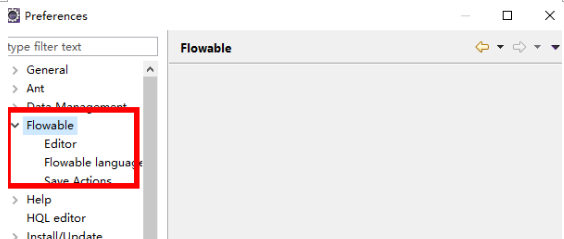 Preferences
type filter text
Flowable
General
Ant
Data Management
Flowable
Editor
Flowable language
Save Actions
Help
HQL editor
Install/Update